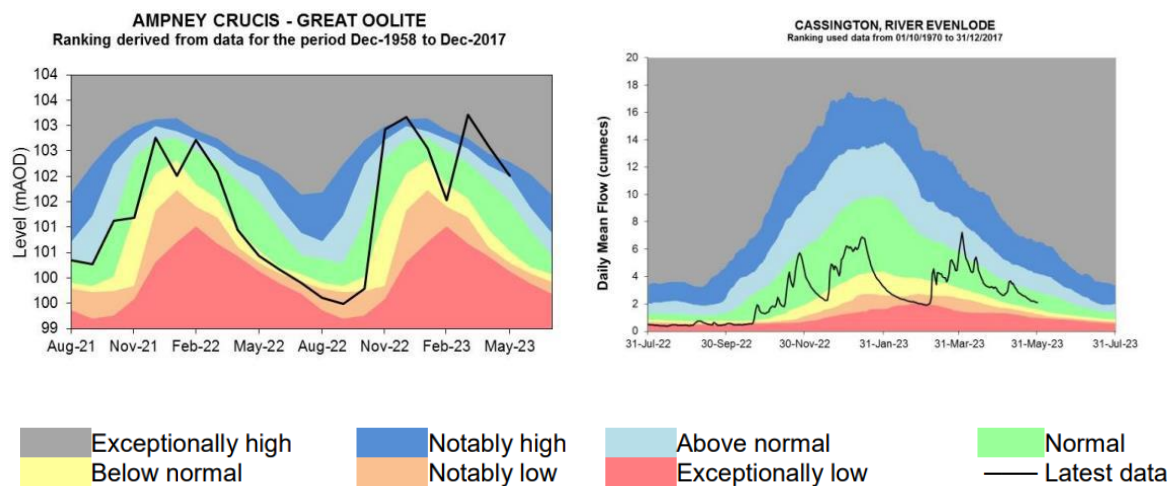 AMPNEY CRUCIS - GREAT OOLITE
Ranking derived from data for the period Dec-1958 to Dec-2017
Level (mAOD)
104
104
103
103
102
102
101
101
100
100
99
Aug-21 Nov-21 Feb-22 May-22 Aug-22 Nov-22 Feb-23 May-23
CASSINGTON, RIVER EVENLODE
Ranking used data from 01/10/1970 to 31/12/2017
Daily Mean Flow (cumecs)
20
18
16
14
12
10
8
6
4
2
0
31-Jul-22 30-Sep-22 30-Nov-22 31-Jan-23 31-Mar-23 31-May-23 31-Jul-23
Exceptionally high Notably high Above normal Normal
Below normal Notably low Exceptionally low Latest data